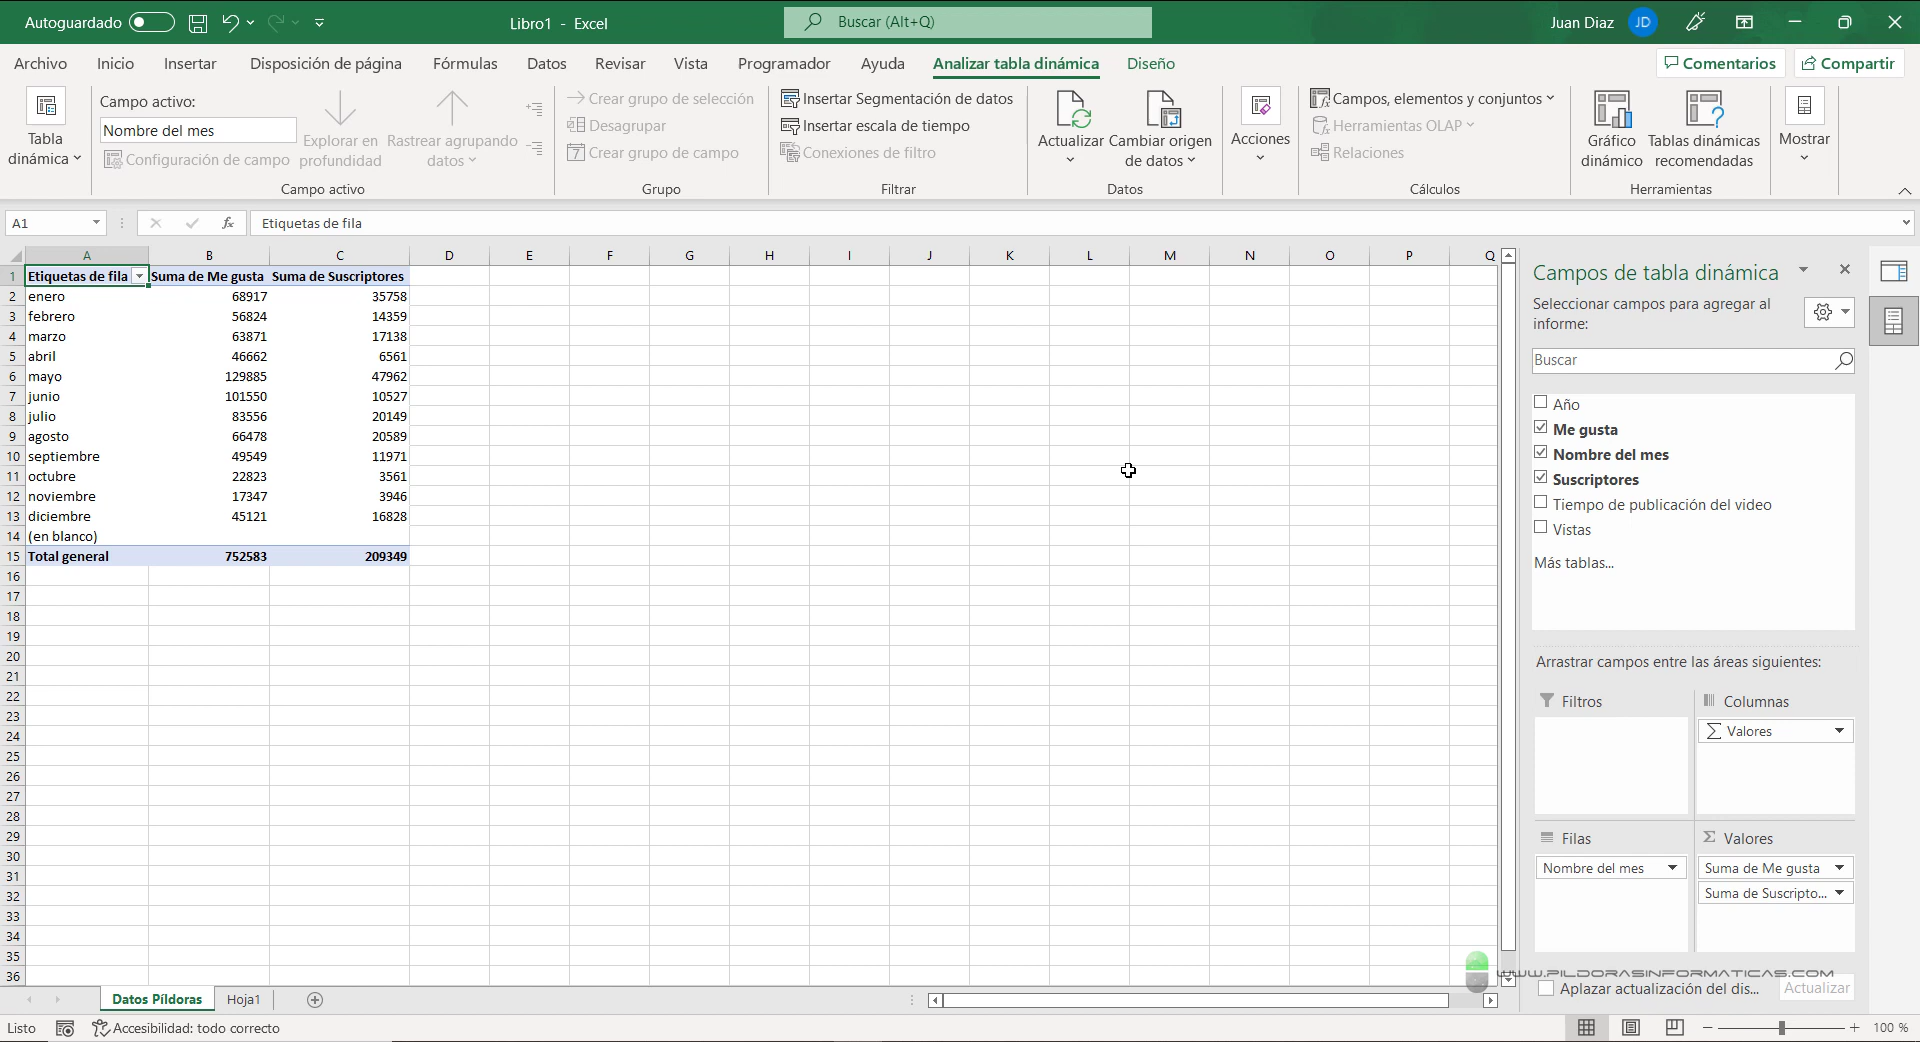 Autoguardado
Libro1 - Excel
Buscar (Alt+Q)
Juan Diaz JD
Archivo Inicio Insertar Disposición de página Fórmulas Datos Revisar Vista Programador Ayuda Analizar tabla dinámica Diseño Comentarios Compartir
Tabla
dinámica
Campo activo:
Nombre del mes
Configuración de campo
Explorar en
profundidad
Rastrear agrupando
datos
Campo activo
Crear grupo de selección
Desagrupar
7 Crear grupo de campo
Grupo
Insertar Segmentación de datos
Insertar escala de tiempo
Conexiones de filtro
Filtrar
Actualizar
Cambiar origen
de datos
Datos
Acciones
Campos, elementos y conjuntos
Herramientas OLAP
Relaciones
Cálculos
Gráfico
dinámico
Tablas dinámicas
recomendadas
Herramientas
Mostrar
A1 fx Etiquetas de fila
A B C D E F G H I J K L M N O P Q
1 Etiquetas de fila Suma de Me gusta Suma de Suscriptores
2 enero 68917 35758
3 febrero 56824 14359
4 marzo 63871 17138
5 abril 46662 6561
6 mayo 129885 47962
7 junio 101550 10527
8 julio 83556 20149
9 agosto 66478 20589
10 septiembre 49549 11971
11 octubre 22823 3561
12 noviembre 17347 3946
13 diciembre 45121 16828
14 (en blanco)
15 Total general 752583 209349
16
17
18
19
20
21
22
23
24
25
26
27
28
29
30
31
32
33
34
35
36
Campos de tabla dinámica
Seleccionar campos para agregar al
informe:
Buscar
Año
Me gusta
Nombre del mes
Suscriptores
Tiempo de publicación del video
Vistas
Más tablas...
Arrastrar campos entre las áreas siguientes:
Filtros
Columnas
Σ Valores
Filas
Nombre del mes
Σ Valores
Suma de Me gusta
Suma de Suscripto...
WWW.PILDORASINFORMATICAS.COM
Aplazar actualización del dis... Actualizar
Datos Píldoras Hoja1
Listo Accesibilidad: todo correcto 100 %